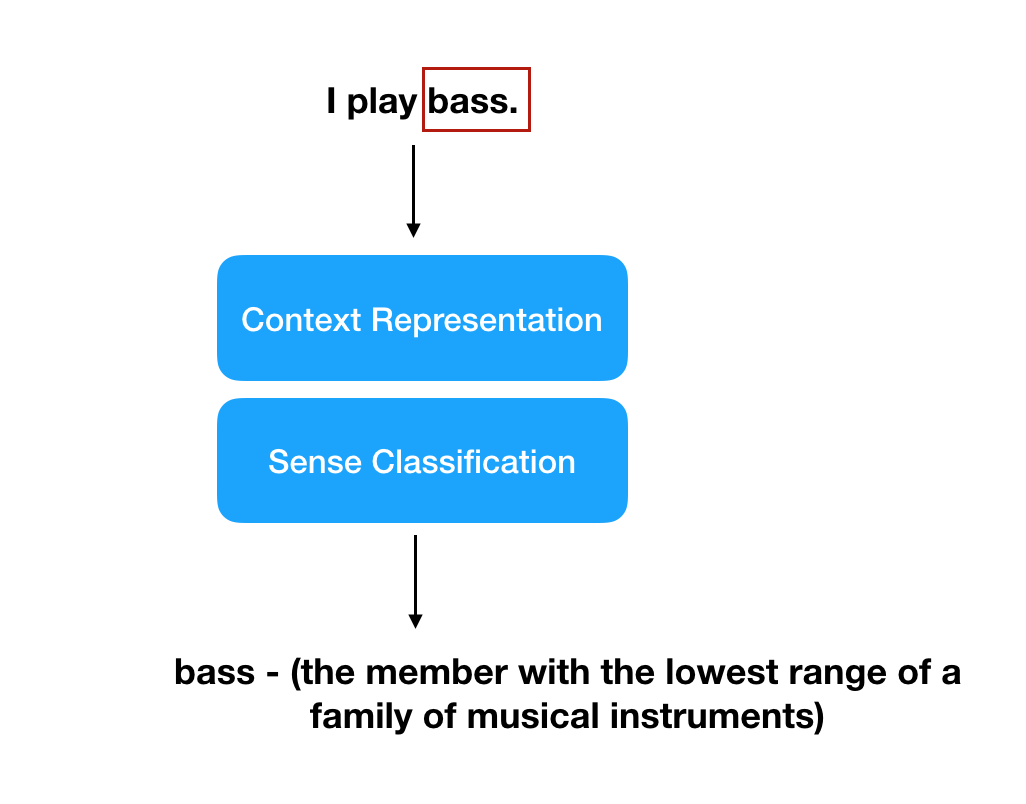 I play bass.
Context Representation
Sense Classification
bass - (the member with the lowest range of a
family of musical instruments)